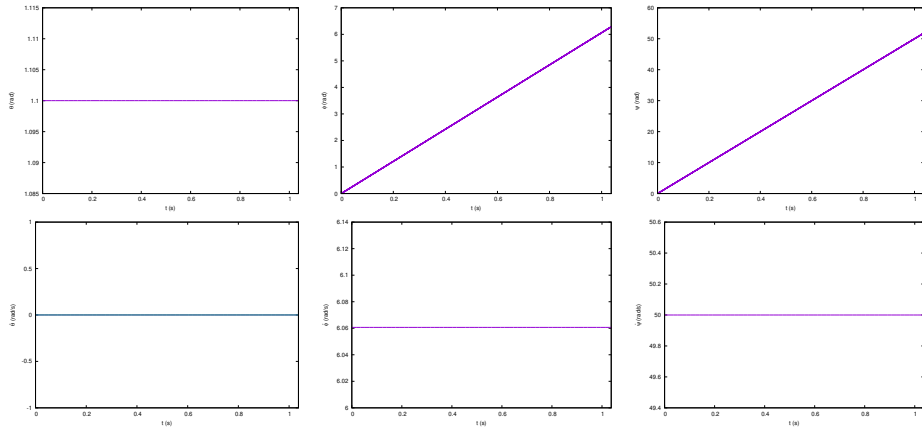 1.115
1.11
1.105
1.1
1.095
1.09
1.085
0 0.2 0.4 0.6 0.8 1
t (s)
θ (rad)
7
6
5
4
3
2
1
0
0 0.2 0.4 0.6 0.8 1
t (s)
φ (rad)
60
50
40
30
20
10
0
0 0.2 0.4 0.6 0.8 1
t (s)
ψ (rad)
1
0.5
0
-0.5
-1
0 0.2 0.4 0.6 0.8 1
t (s)
θ̇ (rad/s)
6.14
6.12
6.1
6.08
6.06
6.04
6.02
6
0 0.2 0.4 0.6 0.8 1
t (s)
φ̇ (rad/s)
50.6
50.4
50.2
50
49.8
49.6
49.4
0 0.2 0.4 0.6 0.8 1
t (s)
ψ̇ (rad/s)